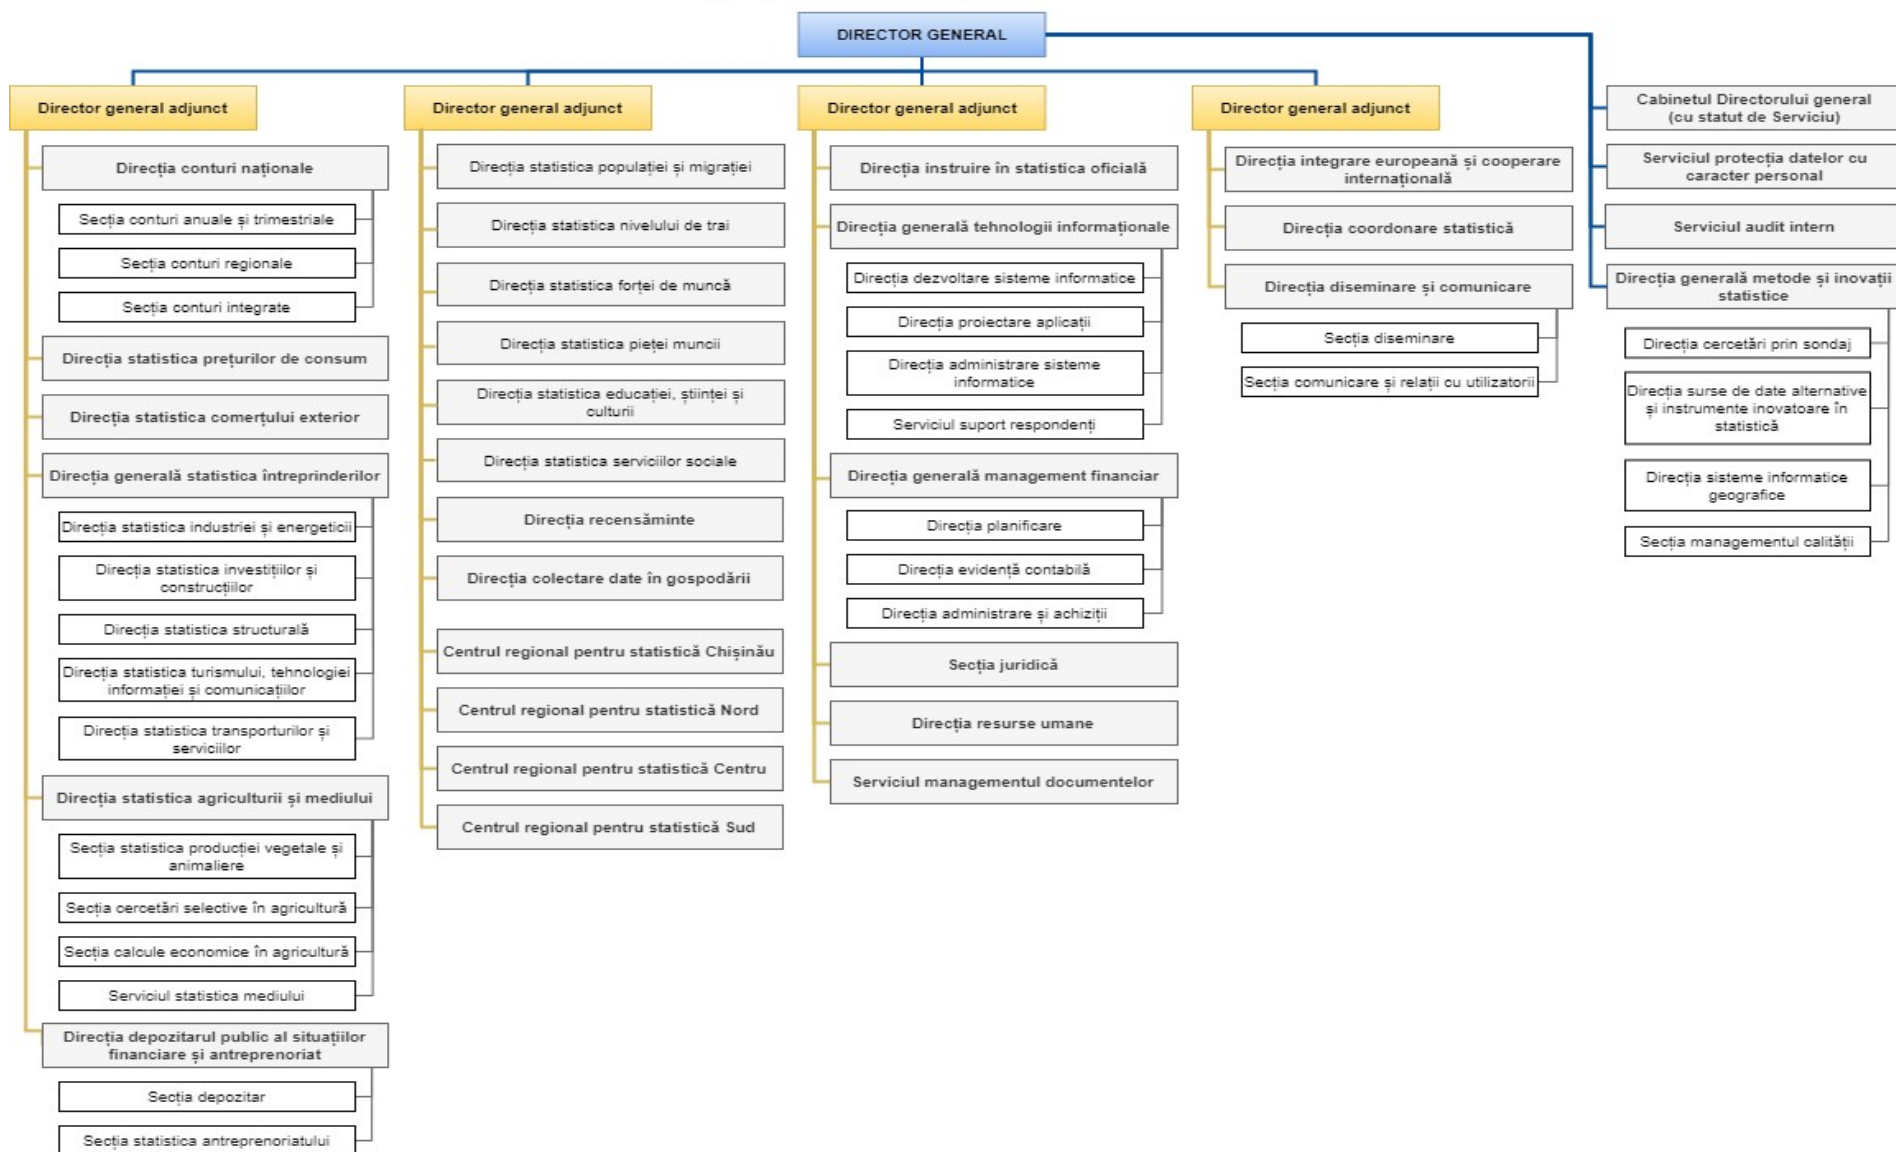 DIRECTOR GENERAL
Director general adjunct
Direcția conturi naționale
Secția conturi anuale și trimestriale
Secția conturi regionale
Secția conturi integrate
Direcția statistica prețurilor de consum
Direcția statistica comerțului exterior
Direcția generală statistica întreprinderilor
Direcția statistica industriei și energeticii
Direcția statistica investițiilor și
construcțiilor
Direcția statistica structurală
Direcția statistica turismului, tehnologiei
informației și comunicațiilor
Direcția statistica transporturilor și
serviciilor
Direcția statistica agriculturii și mediului
Secția statistica producției vegetale și
animaliere
Secția cercetări selective în agricultură
Secția calcule economice în agricultură
Serviciul statistica mediului
Direcția depozitarul public al situațiilor
financiare și antreprenoriat
Secția depozitar
Secția statistica antreprenoriatului
Director general adjunct
Direcția statistica populației și migrației
Direcția statistica nivelului de trai
Direcția statistica forței de muncă
Direcția statistica pieței muncii
Direcția statistica educației, științei și
culturii
Direcția statistica serviciilor sociale
Direcția recensăminte
Direcția colectare date în gospodării
Centrul regional pentru statistică Chișinău
Centrul regional pentru statistică Nord
Centrul regional pentru statistică Centru
Centrul regional pentru statistică Sud
Director general adjunct
Direcția instruire în statistica oficială
Direcția generală tehnologii informaționale
Direcția dezvoltare sisteme informatice
Direcția proiectare aplicații
Direcția administrare sisteme
informatice
Serviciul suport respondenți
Direcția generală management financiar
Direcția planificare
Direcția evidență contabilă
Direcția administrare și achiziții
Secția juridică
Direcția resurse umane
Serviciul managementul documentelor
Director general adjunct
Direcția integrare europeană și cooperare
internațională
Direcția coordonare statistică
Direcția diseminare și comunicare
Secția diseminare
Secția comunicare și relații cu utilizatorii
Cabinetul Directorului general
(cu statut de Serviciu)
Serviciul protecția datelor cu
caracter personal
Serviciul audit intern
Direcția generală metode și inovații
statistice
Direcția cercetări prin sondaj
Direcția surse de date alternative
și instrumente inovatoare în
statistică
Direcția sisteme informatice
geografice
Secția managementul calității